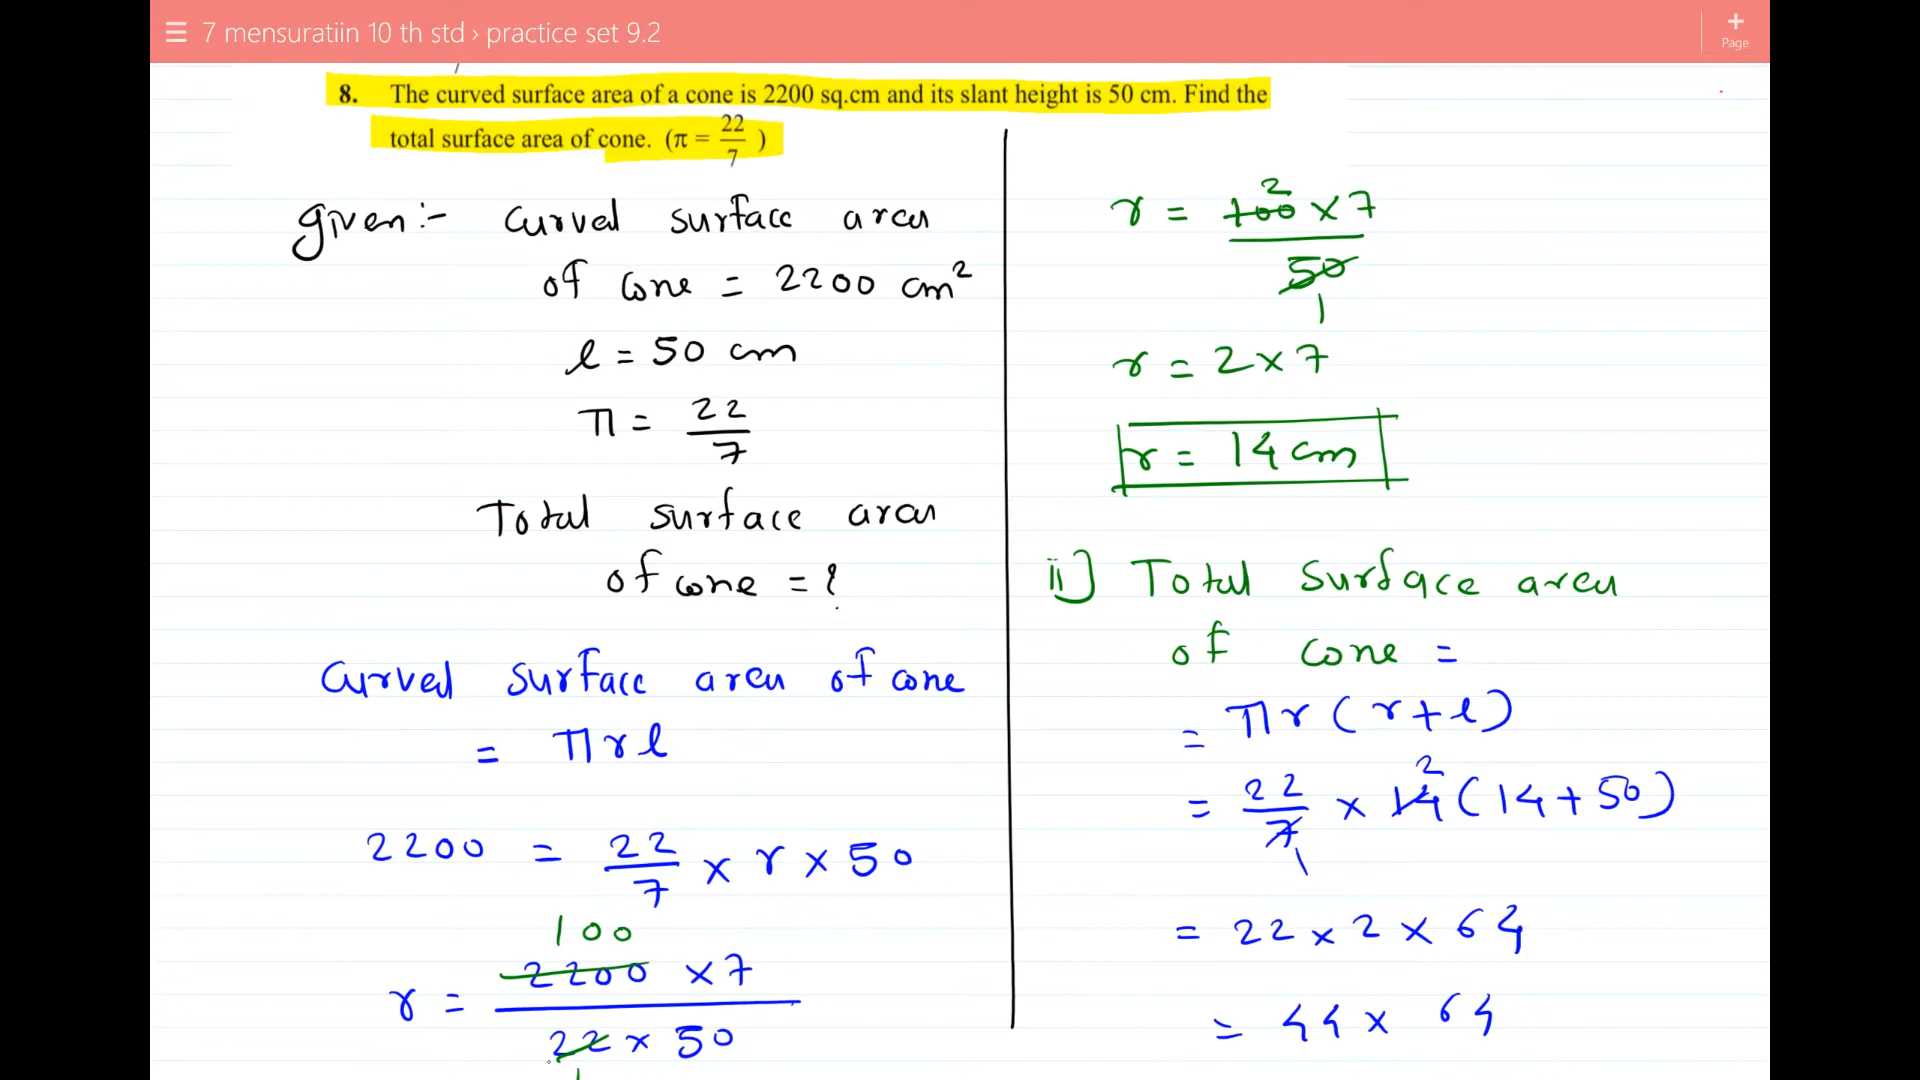 ☰ 7 mensuratiin 10 th std › practice set 9.2
+
Page
8. The curved surface area of a cone is 2200 sq.cm and its slant height is 50 cm. Find the
total surface area of cone. (π = 22/7 )
given:- Curved surface area
of cone = 2200 cm²
l = 50 cm
π = 22/7
Total surface area
of cone = ?
Curved surface area of cone
= πrl
2200 = 22/7 × r × 50
100
r = 2200 × 7 / 22 × 50
1
2
r = 100 × 7 / 50
1
r = 2 × 7
r = 14 cm
ii] Total surface area
of cone =
= πr (r + l)
2
= 22/7 × 14 (14 + 50)
1
= 22 × 2 × 64
= 44 × 64